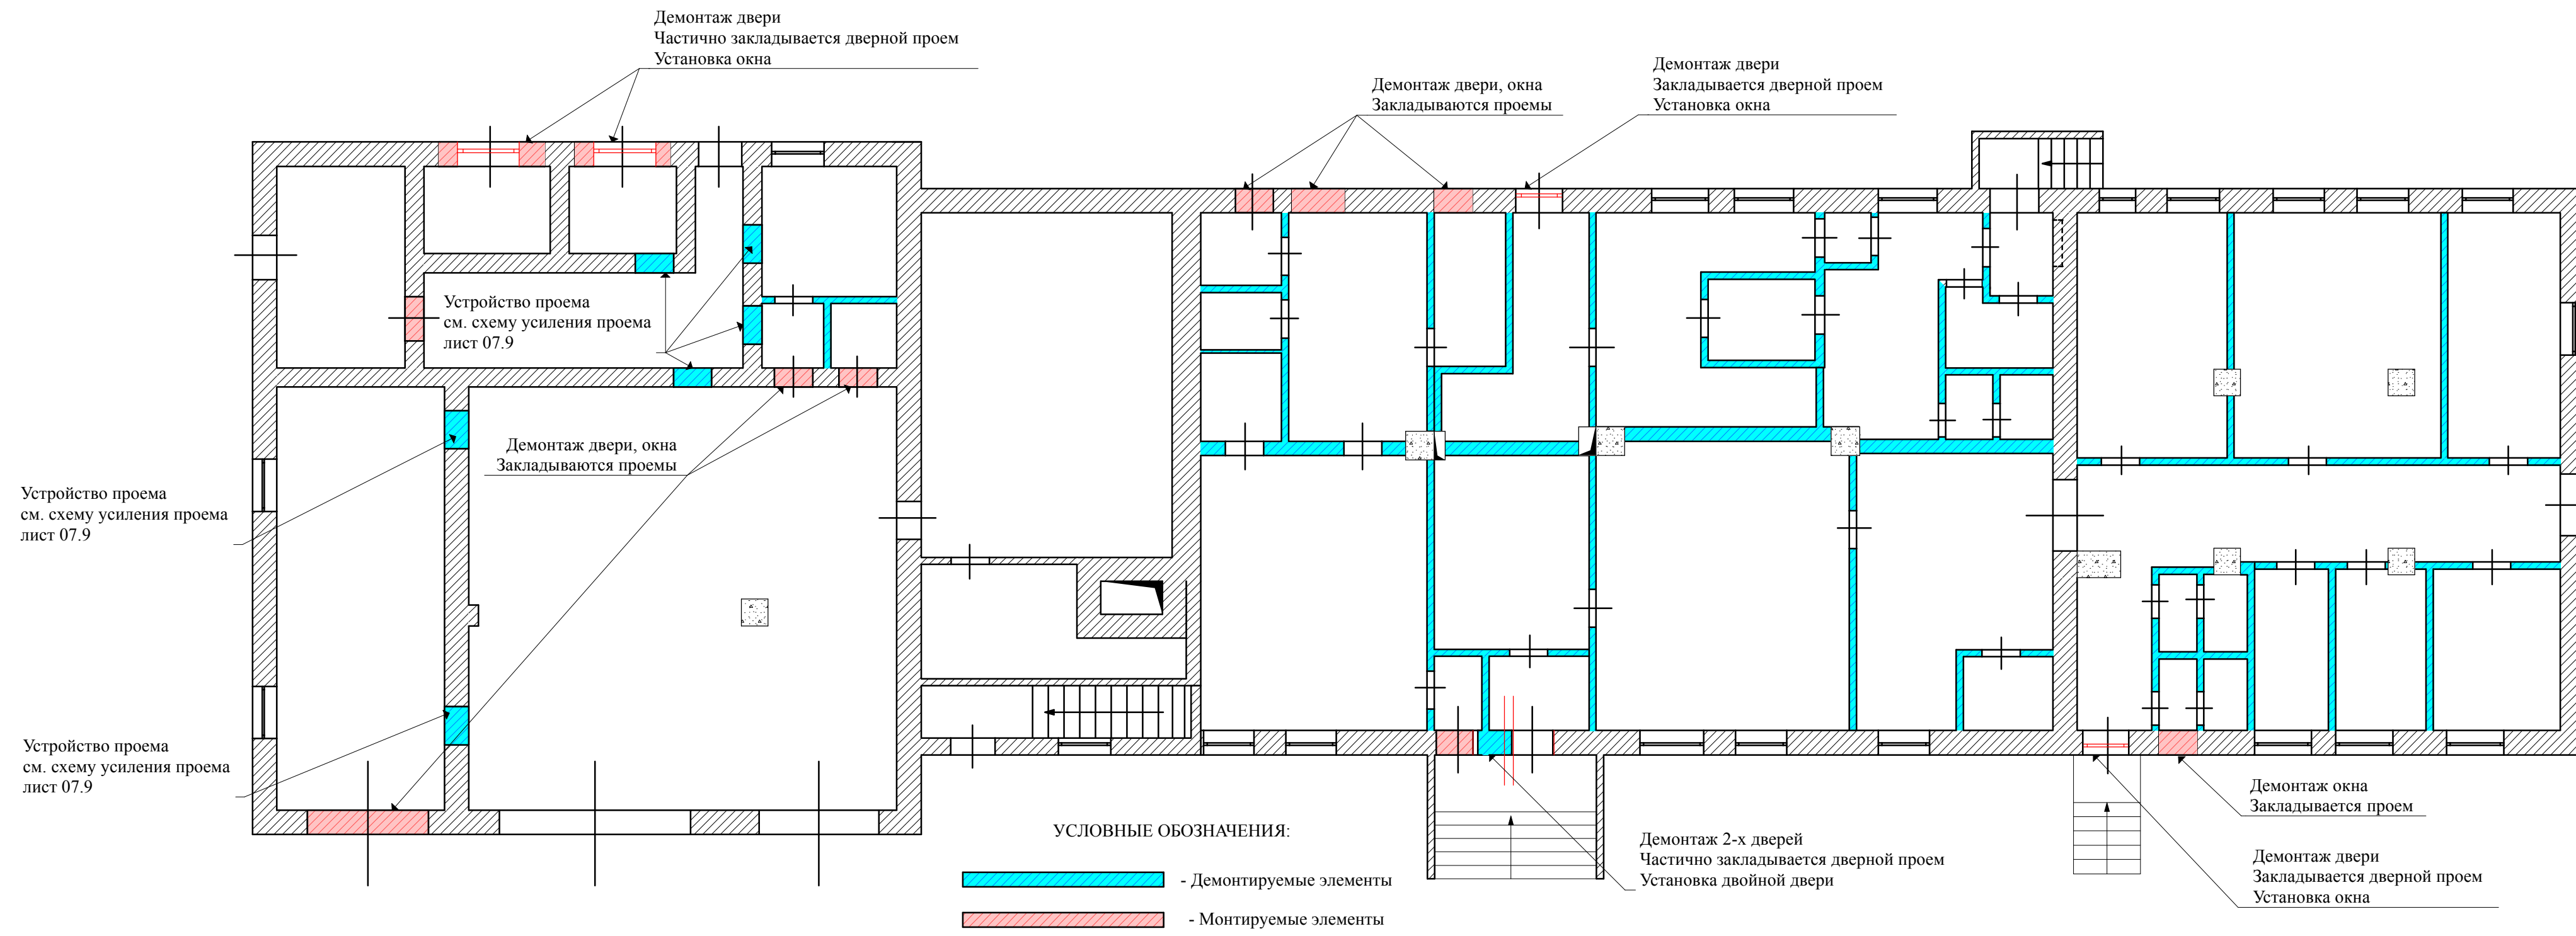 Демонтаж двери
Частично закладывается дверной проем
Установка окна
Демонтаж двери, окна
Закладываются проемы
Демонтаж двери
Закладывается дверной проем
Установка окна
Устройство проема
см. схему усиления проема
лист 07.9
Демонтаж двери, окна
Закладываются проемы
Устройство проема
см. схему усиления проема
лист 07.9
Устройство проема
см. схему усиления проема
лист 07.9
Демонтаж окна
Закладывается проем
Демонтаж 2-х дверей
Частично закладывается дверной проем
Установка двойной двери
Демонтаж двери
Закладывается дверной проем
Установка окна
УСЛОВНЫЕ ОБОЗНАЧЕНИЯ:
- Демонтируемые элементы
- Монтируемые элементы